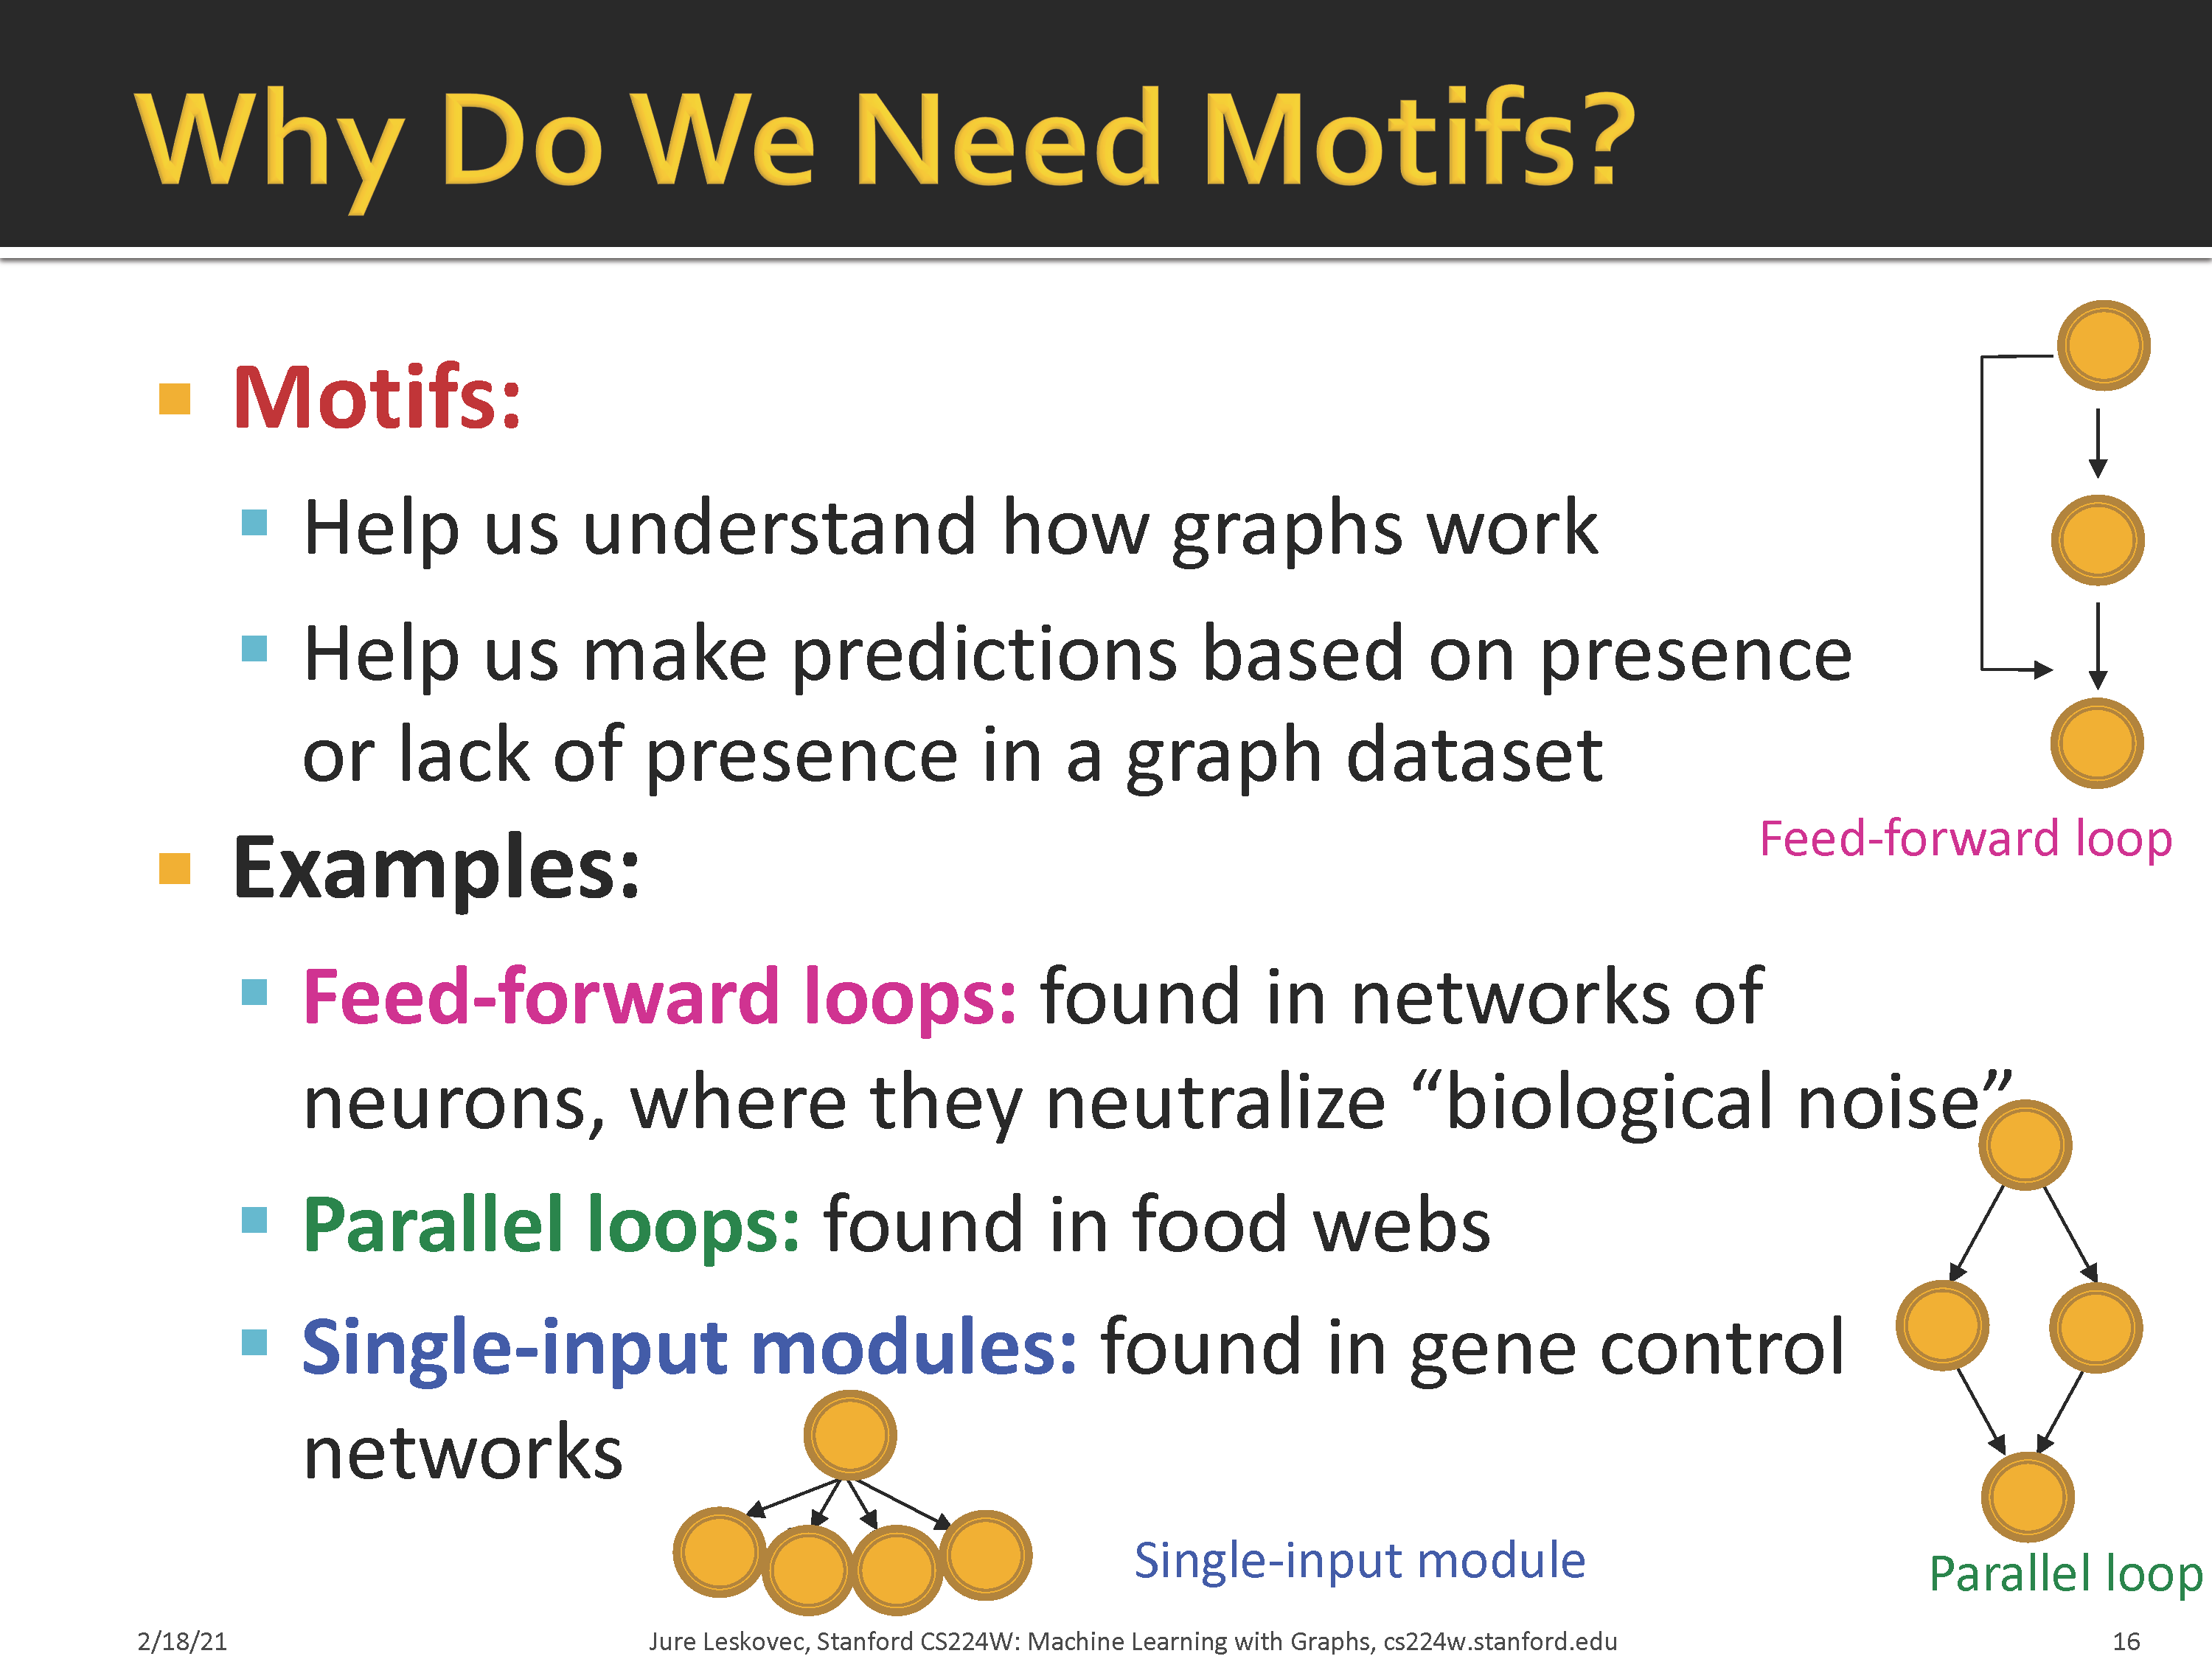 Why Do We Need Motifs?
Motifs:
Help us understand how graphs work
Help us make predictions based on presence
or lack of presence in a graph dataset
Feed-forward loop
Examples:
Feed-forward loops: found in networks of
neurons, where they neutralize “biological noise”
Parallel loops: found in food webs
Single-input modules: found in gene control
networks
Single-input module
Parallel loop
2/18/21
Jure Leskovec, Stanford CS224W: Machine Learning with Graphs, cs224w.stanford.edu
16